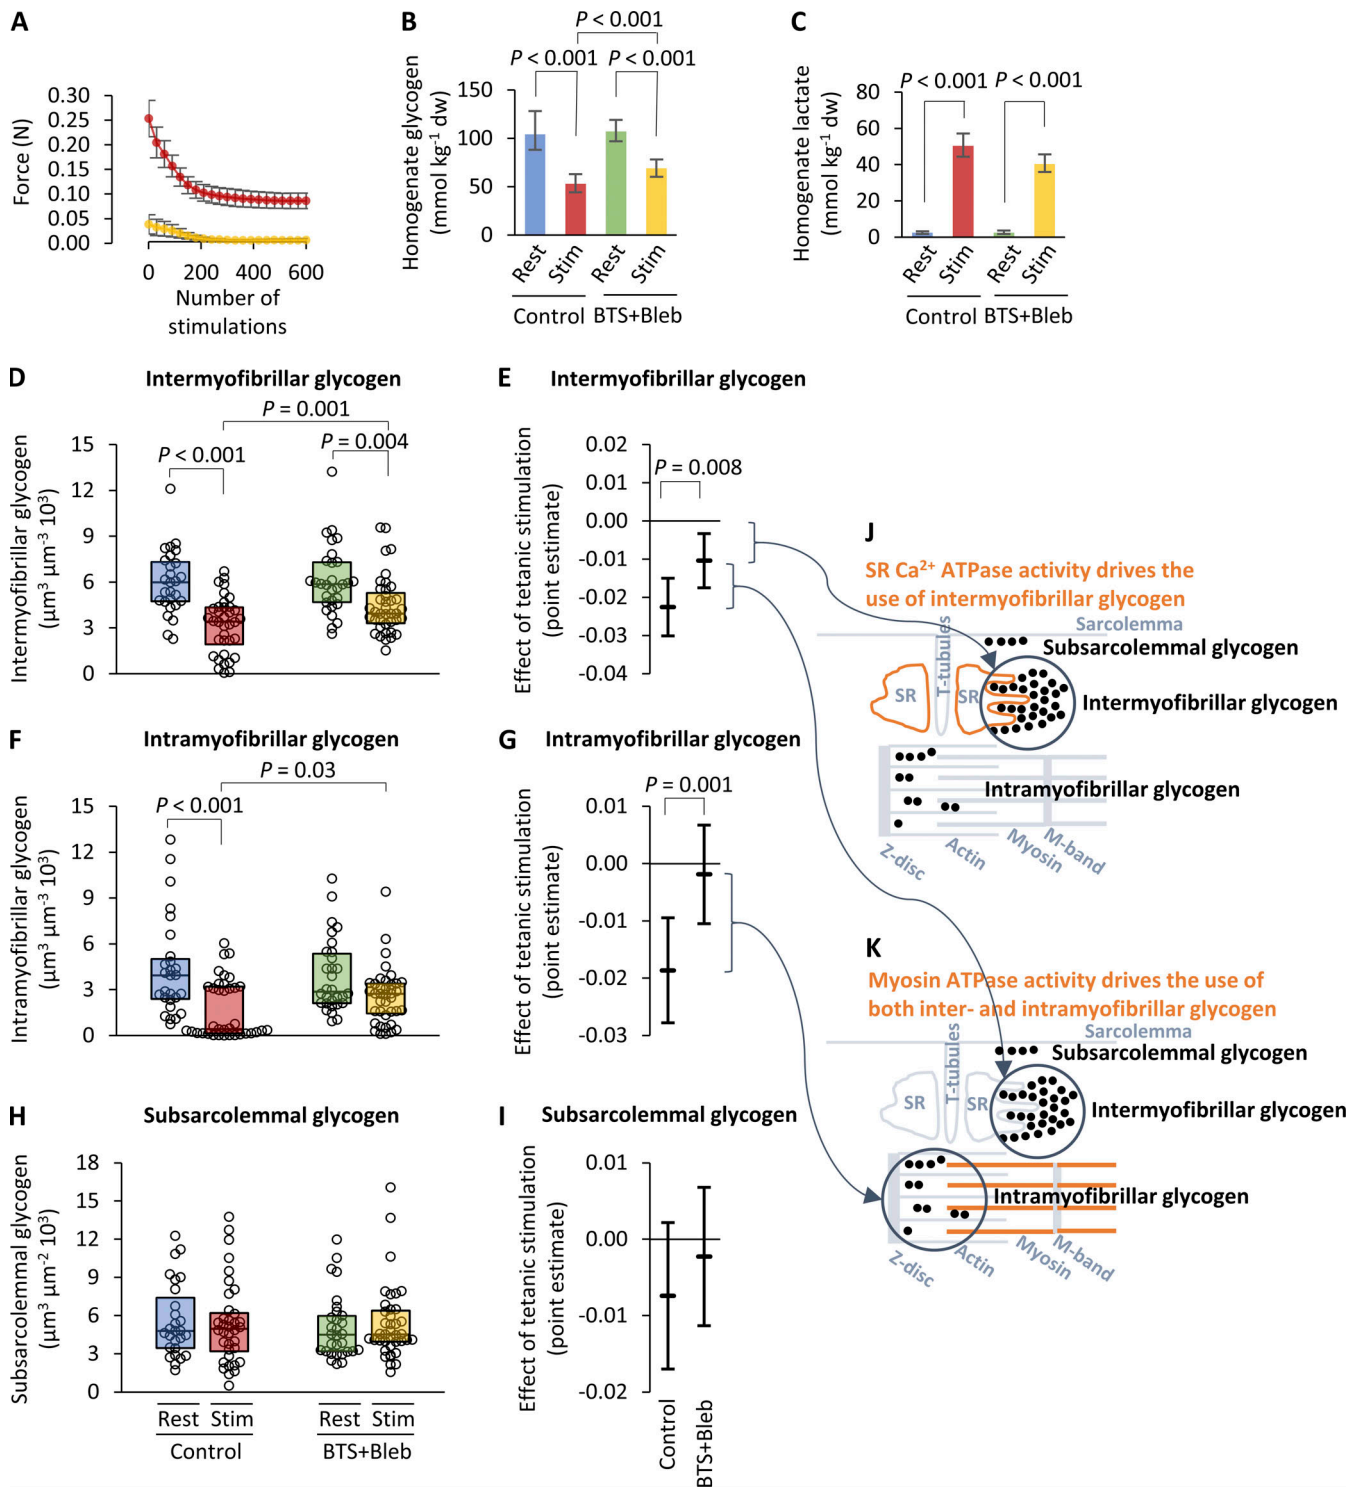 A
Force (N)
0.30
0.25
0.20
0.15
0.10
0.05
0.00
0 200 400 600
Number of
stimulations
B
P < 0.001
P < 0.001 P < 0.001
Homogenate glycogen
(mmol kg⁻¹ dw)
150
100
50
0
Rest Stim Rest Stim
Control BTS+Bleb
C
P < 0.001 P < 0.001
Homogenate lactate
(mmol kg⁻¹ dw)
80
60
40
20
0
Rest Stim Rest Stim
Control BTS+Bleb
D Intermyofibrillar glycogen
P = 0.001
P < 0.001 P = 0.004
Intermyofibrillar glycogen
(µm³ µm⁻³ 10³)
15
12
9
6
3
0
E Intermyofibrillar glycogen
P = 0.008
Effect of tetanic stimulation
(point estimate)
0.02
0.01
0.00
-0.01
-0.02
-0.03
-0.04
F Intramyofibrillar glycogen
P = 0.03
P < 0.001
Intramyofibrillar glycogen
(µm³ µm⁻³ 10³)
15
12
9
6
3
0
G Intramyofibrillar glycogen
P = 0.001
Effect of tetanic stimulation
(point estimate)
0.01
0.00
-0.01
-0.02
-0.03
H Subsarcolemmal glycogen
Subsarcolemmal glycogen
(µm³ µm⁻² 10³)
18
15
12
9
6
3
0
Rest Stim Rest Stim
Control BTS+Bleb
I Subsarcolemmal glycogen
Effect of tetanic stimulation
(point estimate)
0.01
0.00
-0.01
-0.02
Control
BTS+Bleb
J
SR Ca²⁺ ATPase activity drives the
use of intermyofibrillar glycogen
Sarcolemma
Subsarcolemmal glycogen
T-tubules
SR SR
Intermyofibrillar glycogen
Intramyofibrillar glycogen
Z-disc Actin Myosin M-band
K
Myosin ATPase activity drives the use of
both inter- and intramyofibrillar glycogen
Sarcolemma
Subsarcolemmal glycogen
T-tubules
SR SR
Intermyofibrillar glycogen
Intramyofibrillar glycogen
Z-disc Actin Myosin M-band